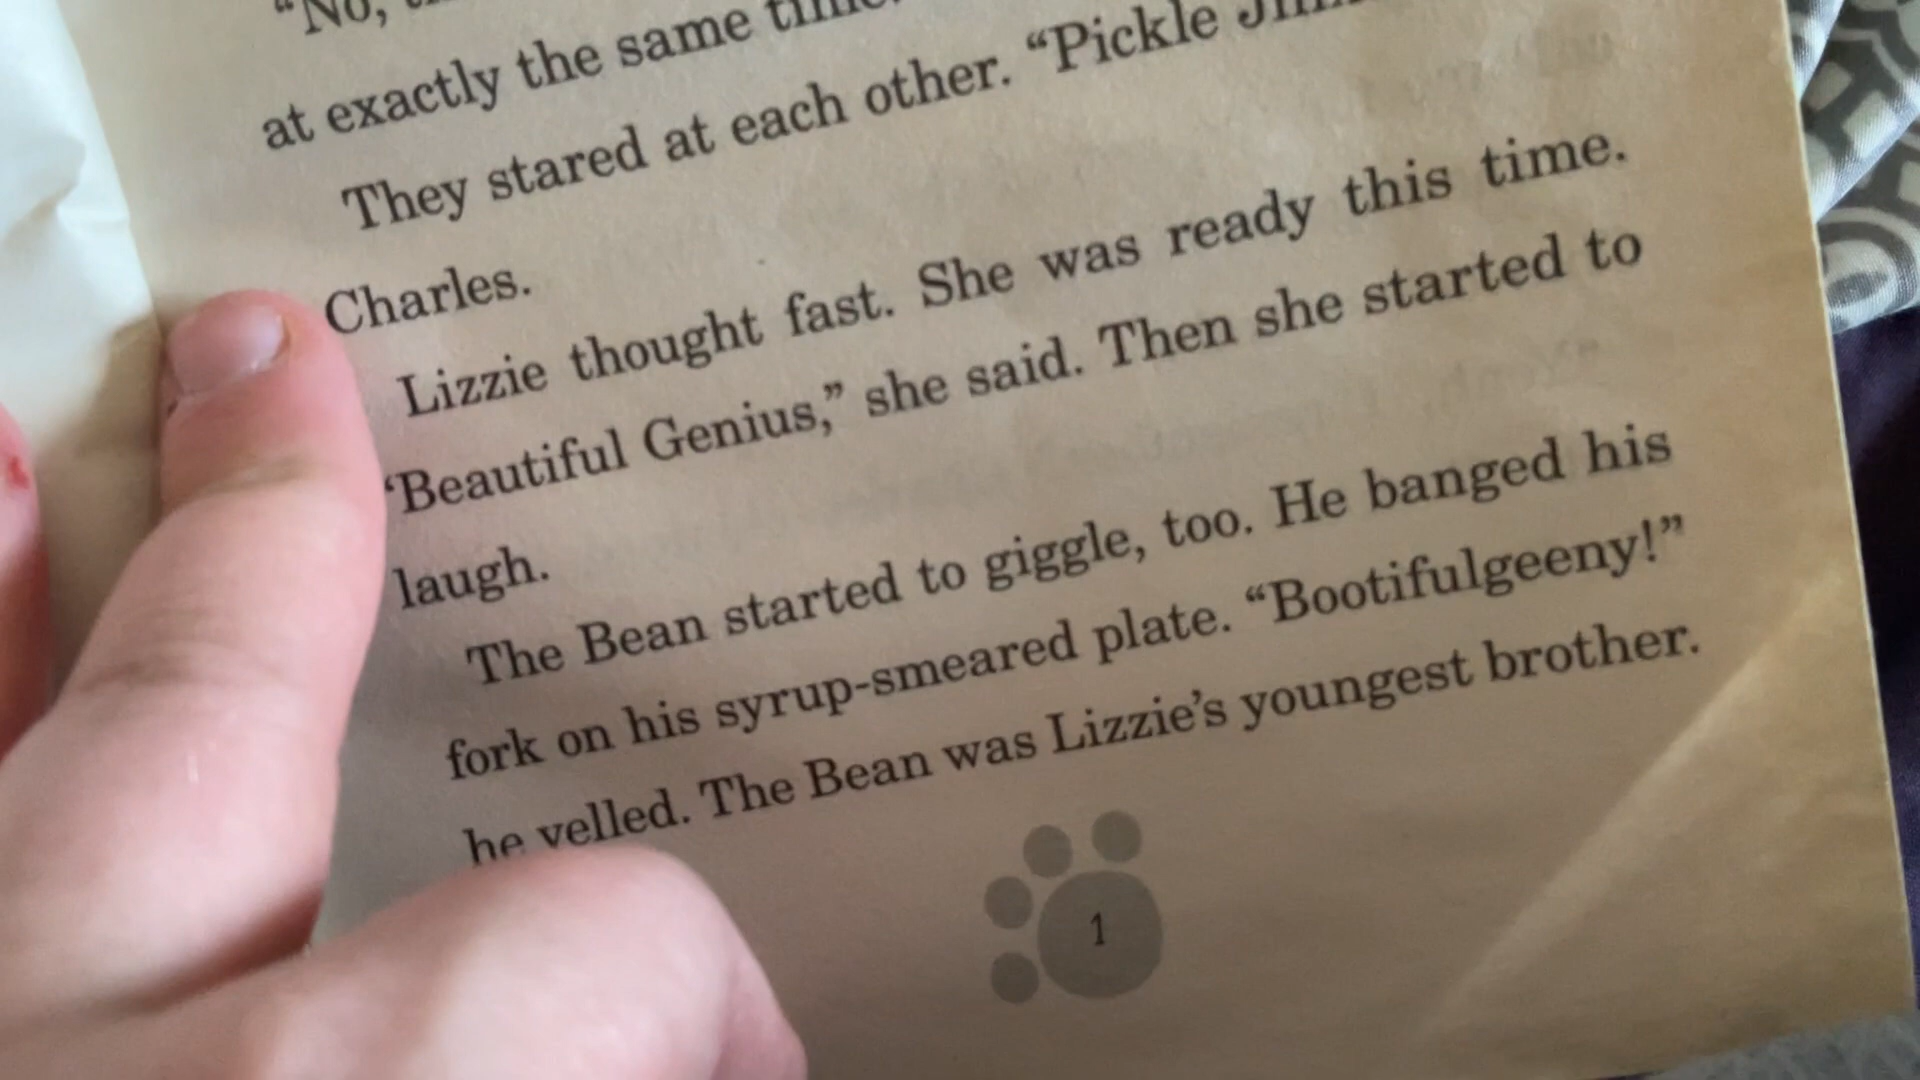 "No,
at exactly the same time.
They stared at each other. "Pickle
Charles.
Lizzie thought fast. She was ready this time.
"Beautiful Genius," she said. Then she started to
laugh.
The Bean started to giggle, too. He banged his
fork on his syrup-smeared plate. "Bootifulgeeny!"
he yelled. The Bean was Lizzie's youngest brother.
1